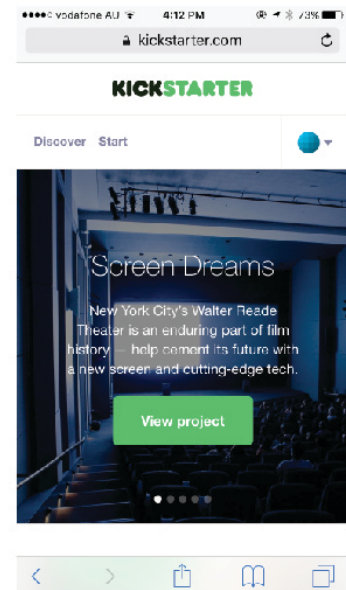 vodafone AU 4:12 PM 73%
kickstarter.com
KICKSTARTER
Discover Start
Screen Dreams
New York City's Walter Reade
Theater is an enduring part of film
history — help cement its future with
a new screen and cutting-edge tech.
View project